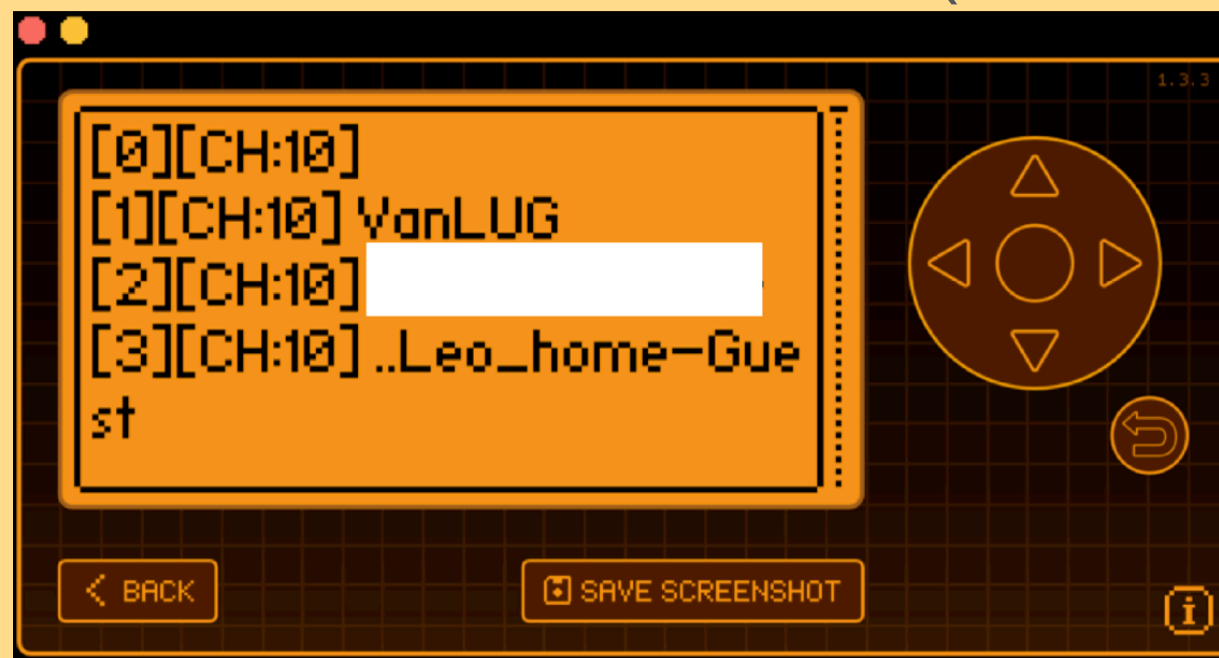 1.3.3
[0][CH:10]
[1][CH:10] VanLUG
[2][CH:10]
[3][CH:10] ..Leo_home-Gue
st
BACK
SAVE SCREENSHOT
i